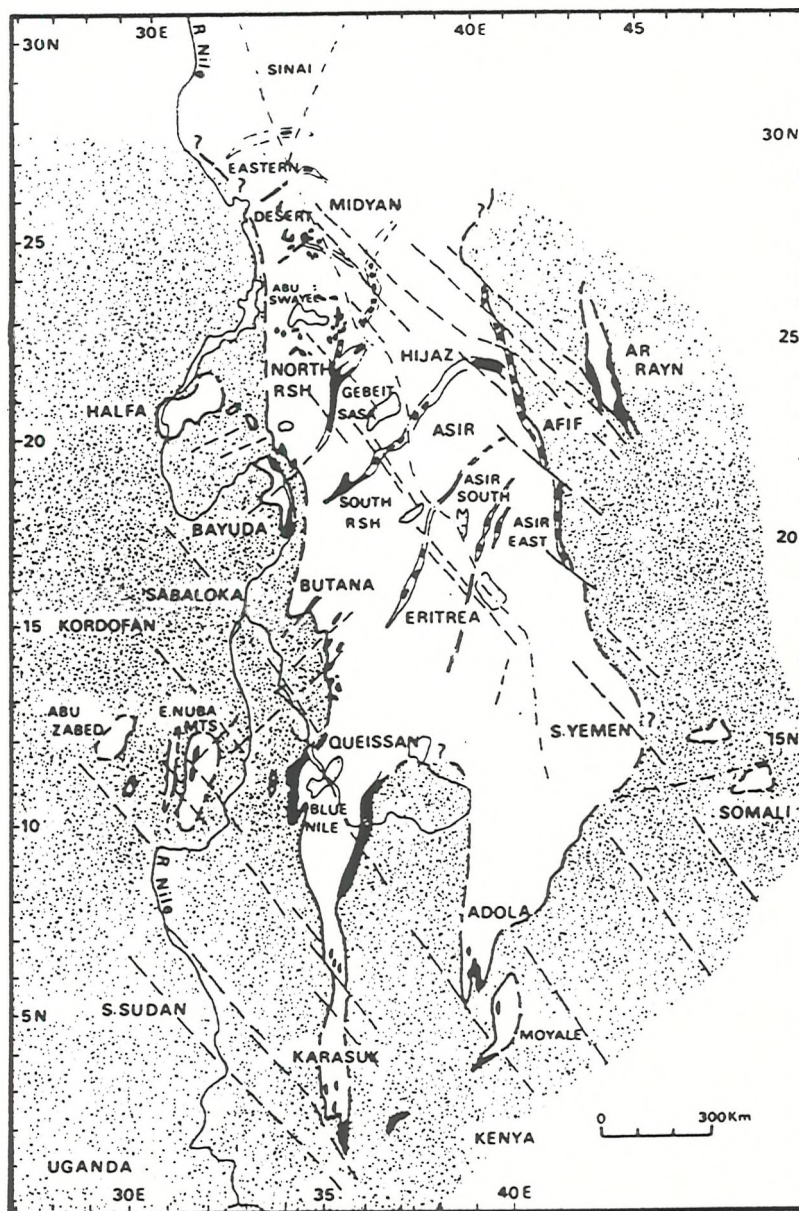 30E
40E
45
30N
R Nile
SINAI
30N
?
EASTERN
?
DESERT
MIDYAN
?
25
ABU
SWAYEL
HIJAZ
AR
RAYN
NORTH
RSH
GEBEIT
SASA
HALFA
AFIF
20
ASIR
ASIR
SOUTH
SOUTH
RSH
ASIR
EAST
BAYUDA
20
SABALOKA
BUTANA
ERITREA
15
KORDOFAN
ABU
ZABED
E.NUBA
MTS
S.YEMEN
?
15N
QUEISSAN
?
BLUE
NILE
SOMALI
10
R Nile
ADOLA
5N
S.SUDAN
MOYALE
KARASUK
0 300Km
KENYA
UGANDA
30E
35
40E